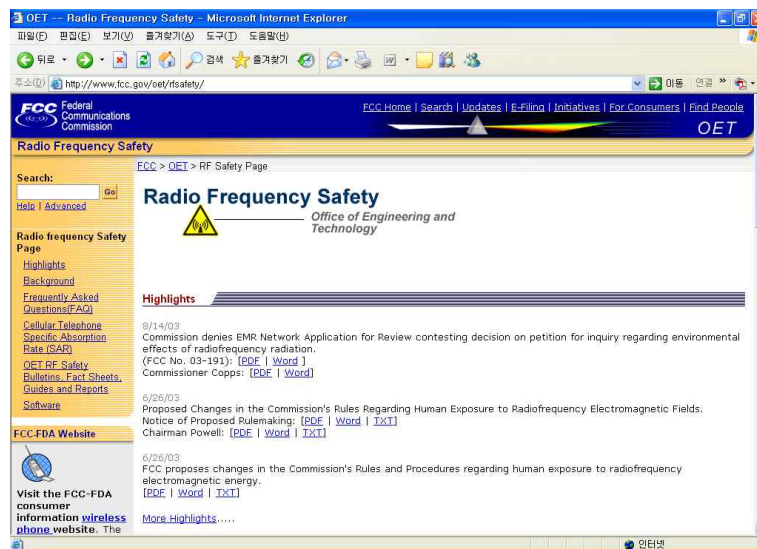 OET -- Radio Frequency Safety - Microsoft Internet Explorer
파일(F) 편집(E) 보기(V) 즐겨찾기(A) 도구(T) 도움말(H)
뒤로 검색 즐겨찾기
주소(D) http://www.fcc.gov/oet/rfsafety/ 이동 연결 »
FCC Federal
Communications
Commission
FCC Home | Search | Updates | E-Filing | Initiatives | For Consumers | Find People
OET
Radio Frequency Safety
FCC > OET > RF Safety Page
Search:
Go
Help | Advanced
Radio frequency Safety
Page
Highlights
Background
Frequently Asked
Questions(FAQ)
Cellular Telephone
Specific Absorption
Rate (SAR)
OET RF Safety
Bulletins, Fact Sheets,
Guides and Reports
Software
FCC-FDA Website
Visit the FCC-FDA
consumer
information wireless
phone website. The
Radio Frequency Safety
Office of Engineering and
Technology
Highlights
8/14/03
Commission denies EMR Network Application for Review contesting decision on petition for inquiry regarding environmental
effects of radiofrequency radiation.
(FCC No. 03-191): [PDF | Word ]
Commissioner Copps: [PDF | Word]
6/26/03
Proposed Changes in the Commission's Rules Regarding Human Exposure to Radiofrequency Electromagnetic Fields.
Notice of Proposed Rulemaking: [PDF | Word | TXT]
Chairman Powell: [PDF | Word | TXT]
6/26/03
FCC proposes changes in the Commission's Rules and Procedures regarding human exposure to radiofrequency
electromagnetic energy.
[PDF | Word | TXT]
More Highlights.....
인터넷